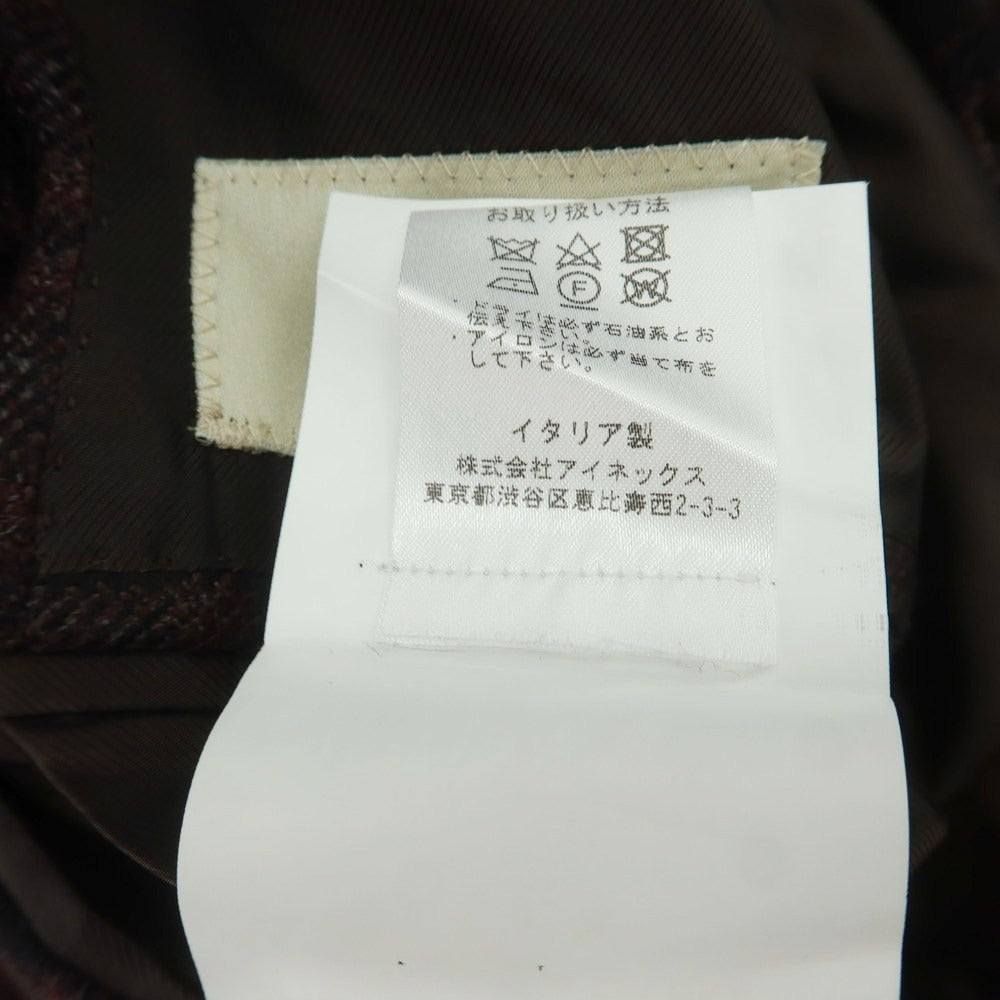 お取り扱い方法
F
W
・ドライは必ず石油系とお
伝え下さい。
・アイロンは必ず当て布を
して下さい。
イタリア製
株式会社アイネックス
東京都渋谷区恵比壽西2-3-3